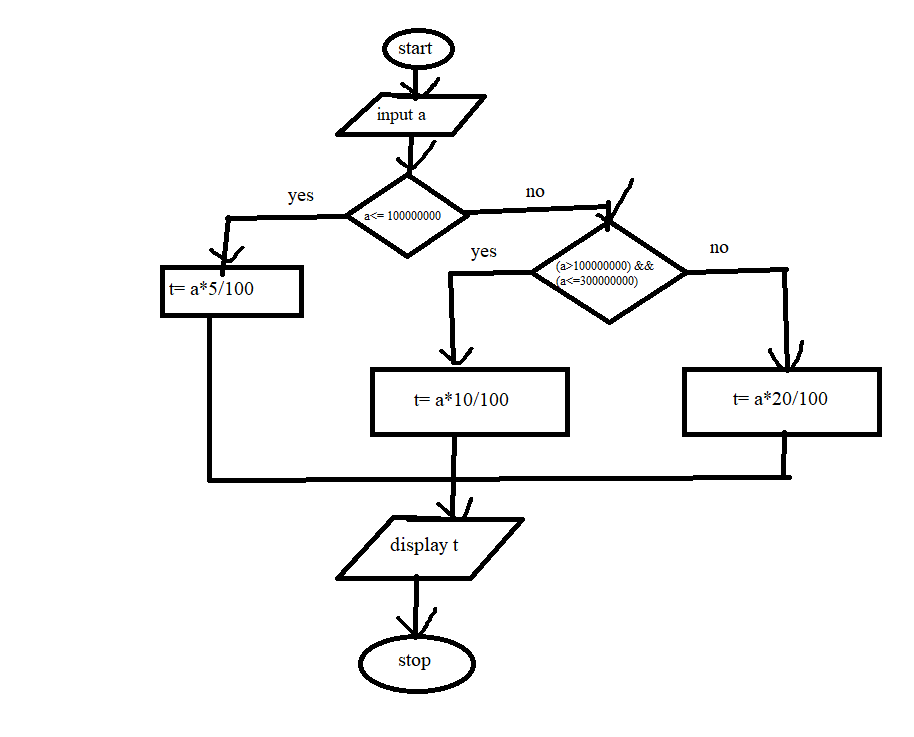 start
input a
yes
a<= 100000000
no
t= a*5/100
yes
(a>100000000) &&
(a<=300000000)
no
t= a*10/100
t= a*20/100
display t
stop